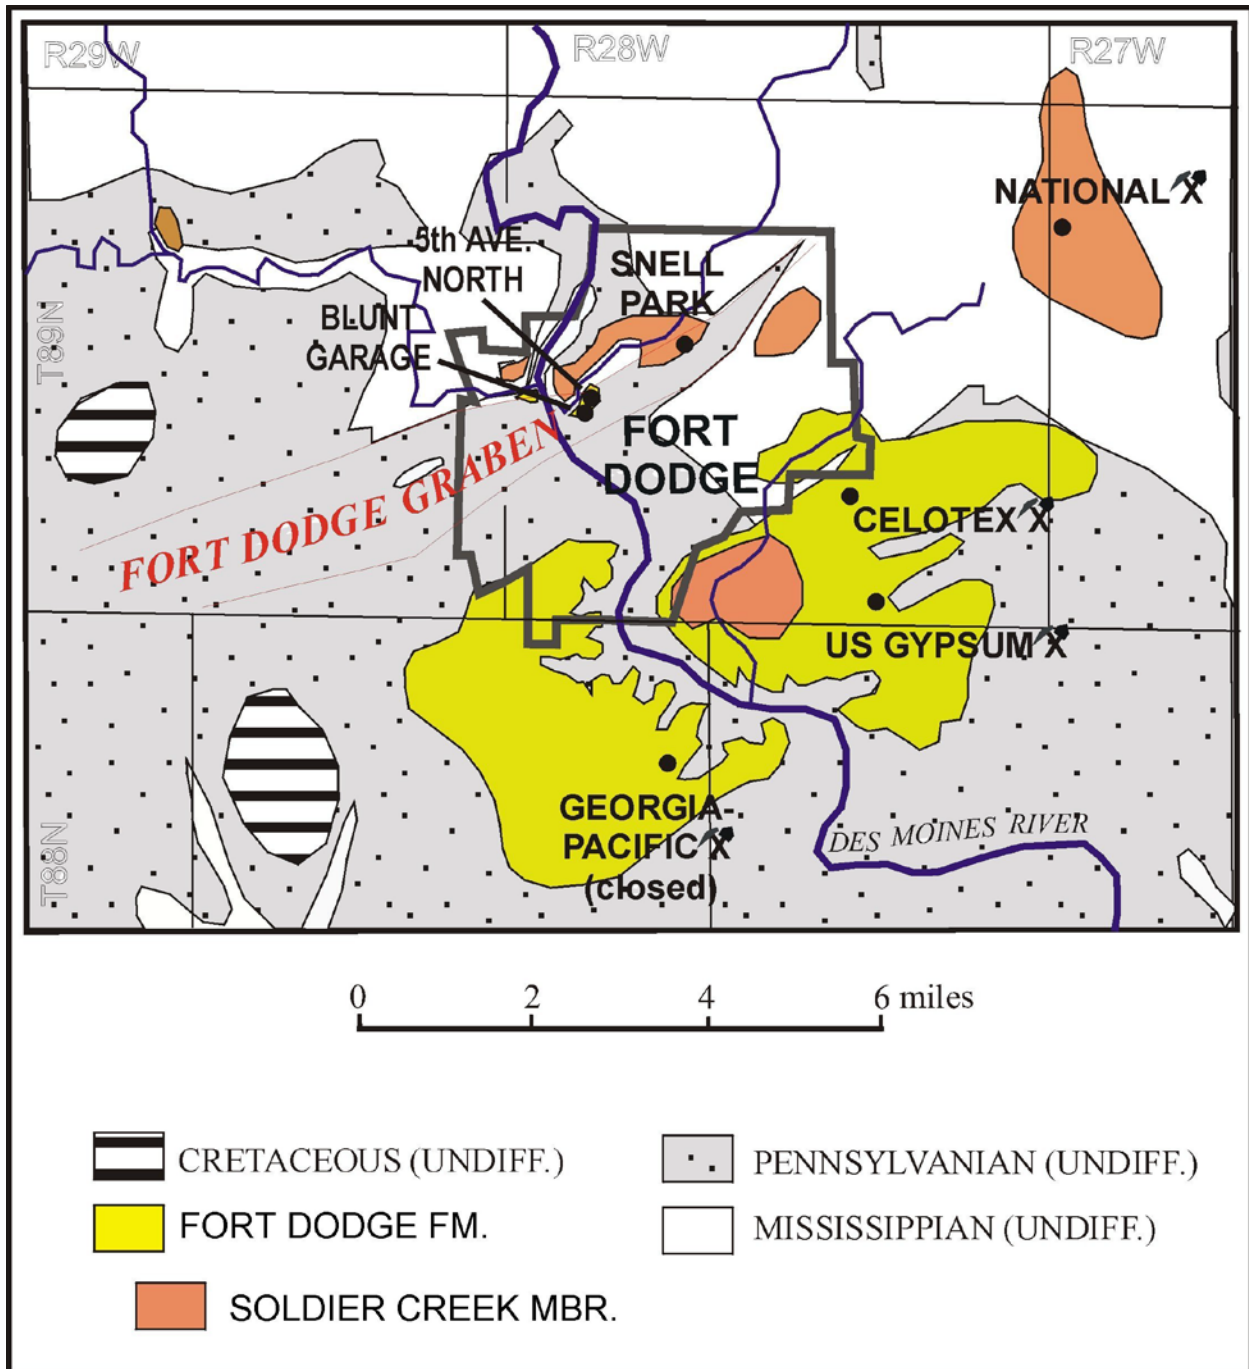 R29W
R28W
R27W
NATIONAL X
5th AVE.
NORTH
SNELL
PARK
BLUNT
GARAGE
T89N
FORT
DODGE
FORT DODGE GRABEN
CELOTEX X
US GYPSUM X
GEORGIA-
PACIFIC X
(closed)
DES MOINES RIVER
T88N
0 2 4 6 miles
CRETACEOUS (UNDIFF.)
PENNSYLVANIAN (UNDIFF.)
FORT DODGE FM.
MISSISSIPPIAN (UNDIFF.)
SOLDIER CREEK MBR.